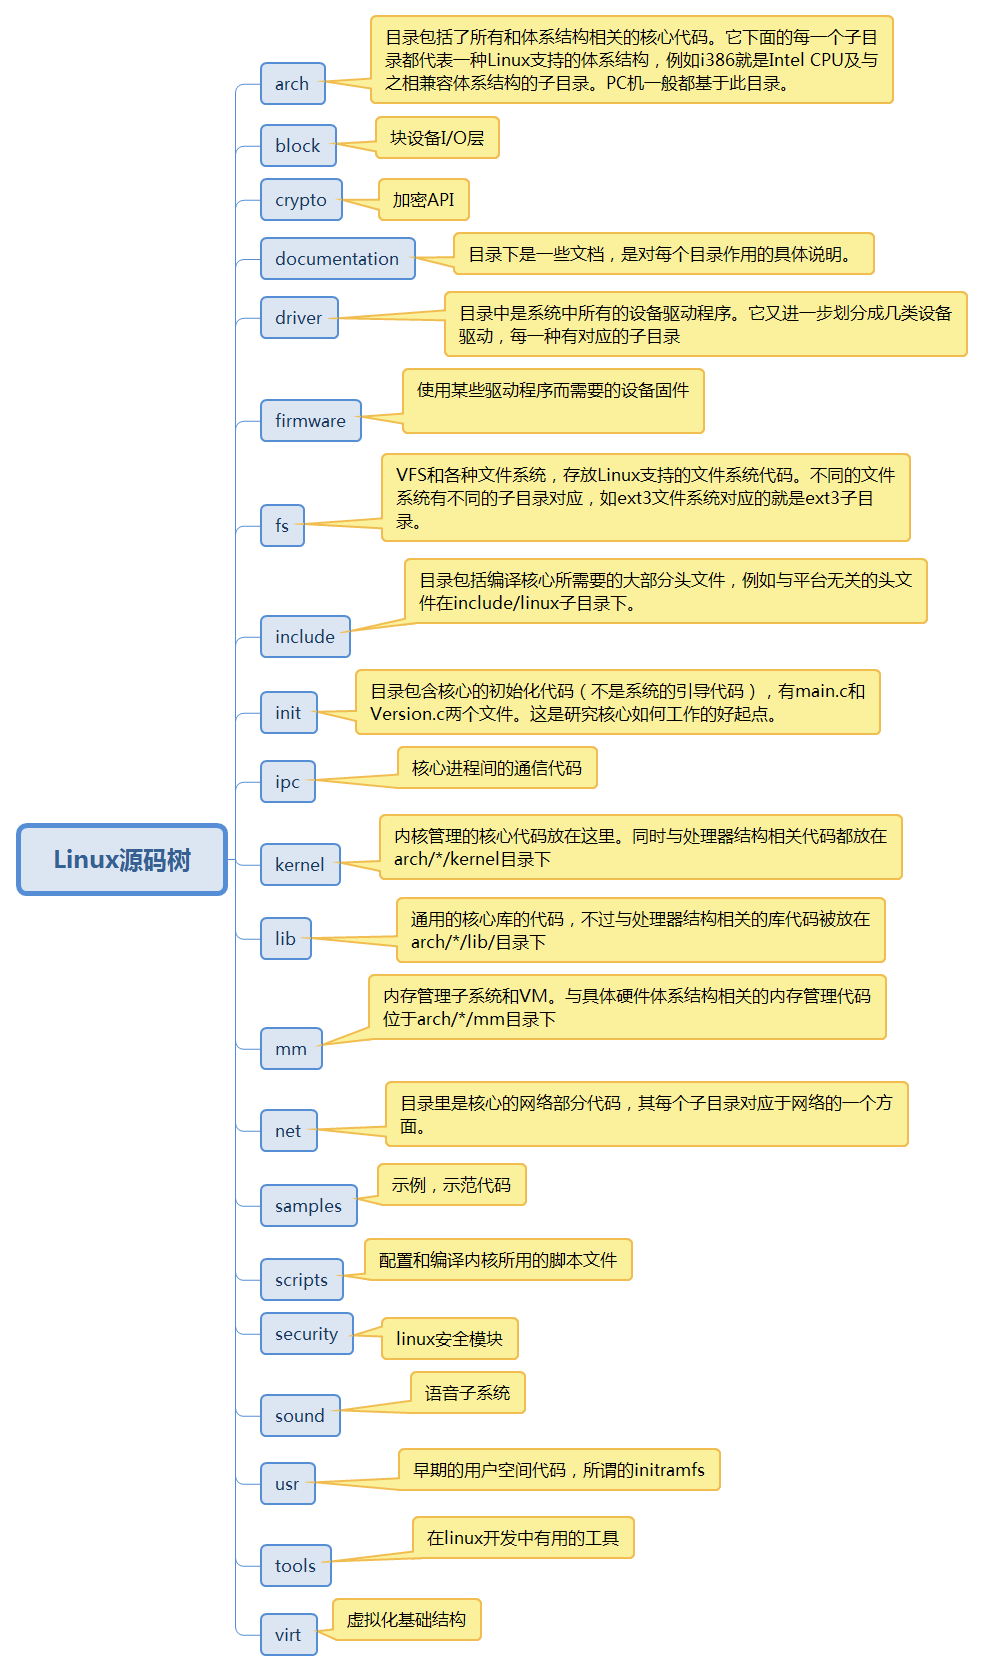 Linux源码树
arch
目录包括了所有和体系结构相关的核心代码。它下面的每一个子目
录都代表一种Linux支持的体系结构，例如i386就是Intel CPU及与
之相兼容体系结构的子目录。PC机一般都基于此目录。
block
块设备I/O层
crypto
加密API
documentation
目录下是一些文档，是对每个目录作用的具体说明。
driver
目录中是系统中所有的设备驱动程序。它又进一步划分成几类设备
驱动，每一种有对应的子目录
firmware
使用某些驱动程序而需要的设备固件
fs
VFS和各种文件系统，存放Linux支持的文件系统代码。不同的文件
系统有不同的子目录对应，如ext3文件系统对应的就是ext3子目
录。
include
目录包括编译核心所需要的大部分头文件，例如与平台无关的头文
件在include/linux子目录下。
init
目录包含核心的初始化代码（不是系统的引导代码），有main.c和
Version.c两个文件。这是研究核心如何工作的好起点。
ipc
核心进程间的通信代码
kernel
内核管理的核心代码放在这里。同时与处理器结构相关代码都放在
arch/*/kernel目录下
lib
通用的核心库的代码，不过与处理器结构相关的库代码被放在
arch/*/lib/目录下
mm
内存管理子系统和VM。与具体硬件体系结构相关的内存管理代码
位于arch/*/mm目录下
net
目录里是核心的网络部分代码，其每个子目录对应于网络的一个方
面。
samples
示例，示范代码
scripts
配置和编译内核所用的脚本文件
security
linux安全模块
sound
语音子系统
usr
早期的用户空间代码，所谓的initramfs
tools
在linux开发中有用的工具
virt
虚拟化基础结构